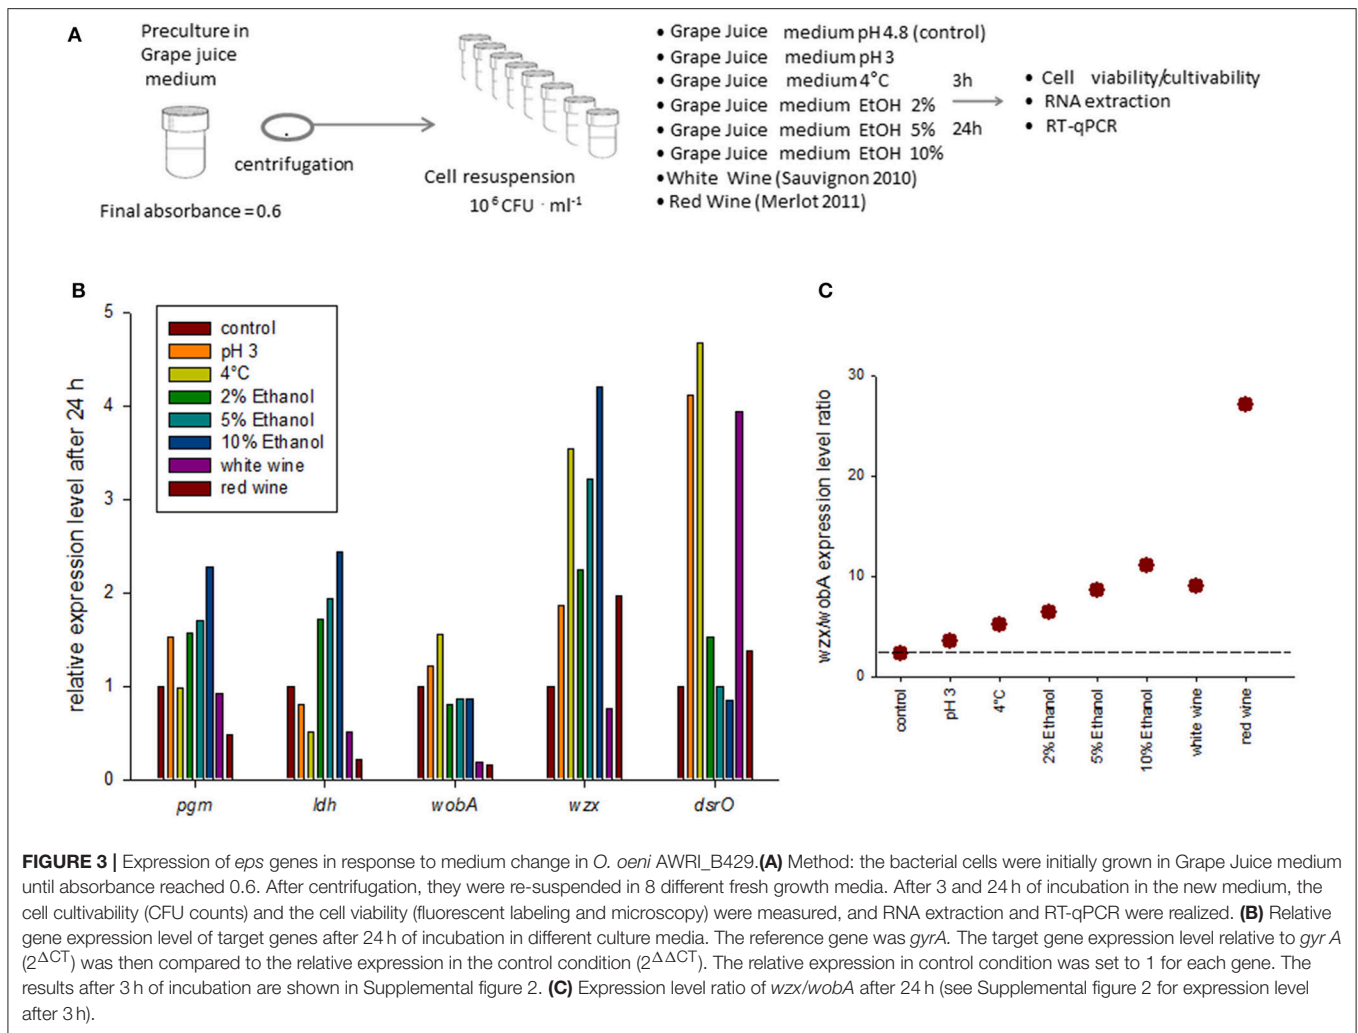 A
Preculture in
Grape juice
medium
centrifugation
Final absorbance = 0.6
Cell resuspension
10⁶ CFU · ml⁻¹
• Grape Juice medium pH 4.8 (control)
• Grape Juice medium pH 3
• Grape Juice medium 4°C
• Grape Juice medium EtOH 2%
• Grape Juice medium EtOH 5%
• Grape Juice medium EtOH 10%
• White Wine (Sauvignon 2010)
• Red Wine (Merlot 2011)
3h
24h
• Cell viability/cultivability
• RNA extraction
• RT-qPCR
B
relative expression level after 24 h
5
4
3
2
1
0
control
pH 3
4°C
2% Ethanol
5% Ethanol
10% Ethanol
white wine
red wine
pgm
ldh
wobA
wzx
dsrO
C
wzx/wobA expression level ratio
30
20
10
0
control
pH 3
4°C
2% Ethanol
5% Ethanol
10% Ethanol
white wine
red wine
FIGURE 3 | Expression of eps genes in response to medium change in O. oeni AWRI_B429.(A) Method: the bacterial cells were initially grown in Grape Juice medium
until absorbance reached 0.6. After centrifugation, they were re-suspended in 8 different fresh growth media. After 3 and 24 h of incubation in the new medium, the
cell cultivability (CFU counts) and the cell viability (fluorescent labeling and microscopy) were measured, and RNA extraction and RT-qPCR were realized. (B) Relative
gene expression level of target genes after 24 h of incubation in different culture media. The reference gene was gyrA. The target gene expression level relative to gyr A
(2^ΔCT) was then compared to the relative expression in the control condition (2^ΔΔCT). The relative expression in control condition was set to 1 for each gene. The
results after 3 h of incubation are shown in Supplemental figure 2. (C) Expression level ratio of wzx/wobA after 24 h (see Supplemental figure 2 for expression level
after 3 h).